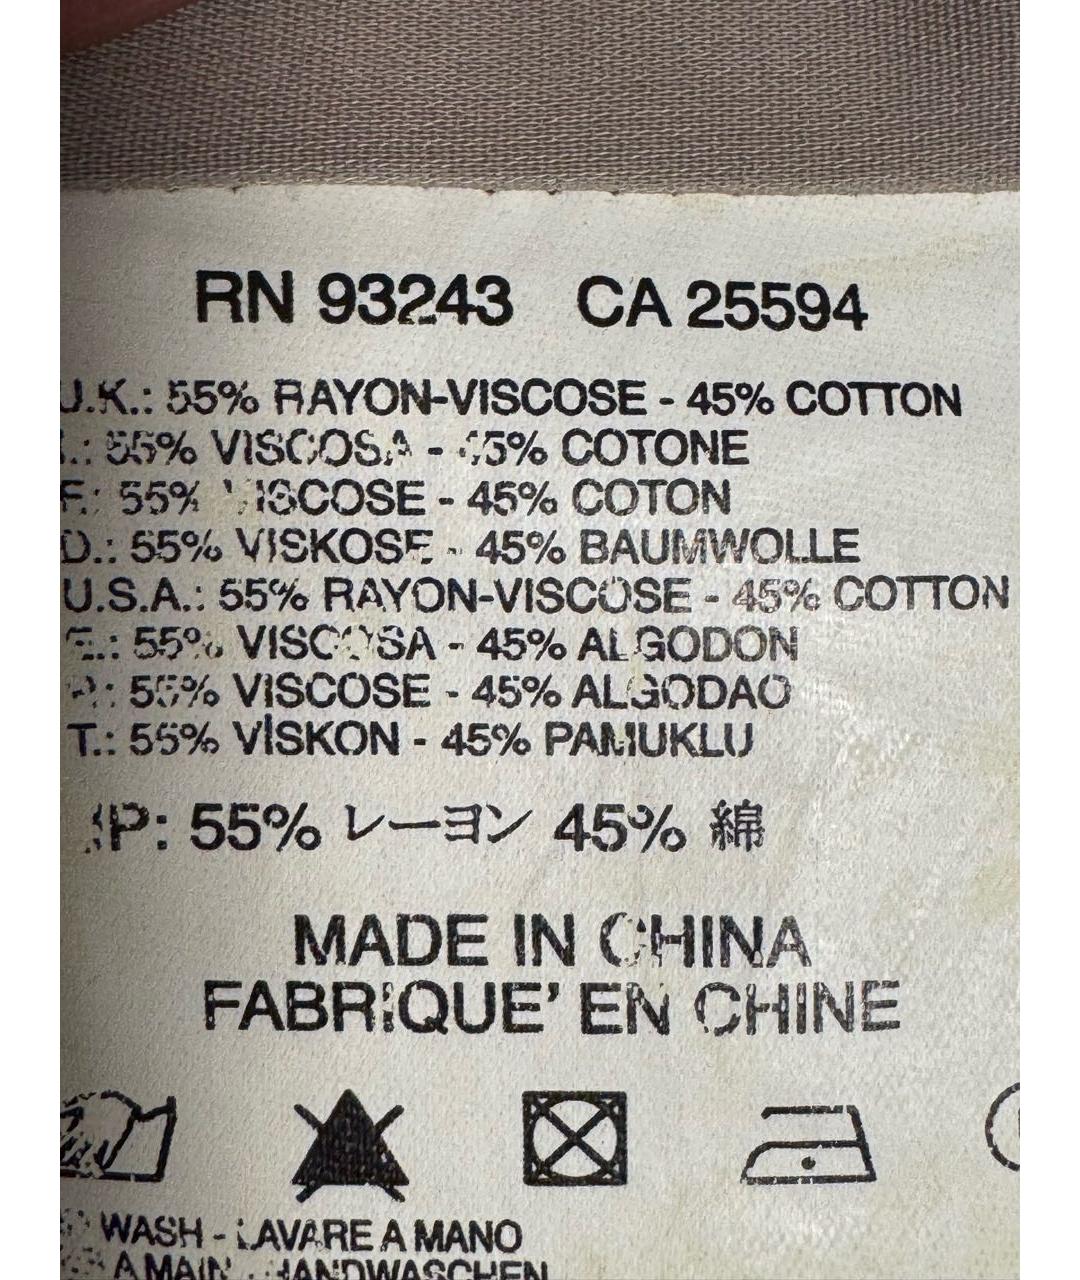 RN 93243 CA 25594
U.K.: 55% RAYON-VISCOSE - 45% COTTON
55% VISCOSA - 45% COTONE
F.: 55% VISCOSE - 45% COTON
D.: 55% VISKOSE - 45% BAUMWOLLE
U.S.A.: 55% RAYON-VISCOSE - 45% COTTON
E.: 55% VISCOSA - 45% ALGODON
P.: 55% VISCOSE - 45% ALGODAO
T.: 55% VİSKON - 45% PAMUKLU
JP: 55% レーヨン 45% 綿
MADE IN CHINA
FABRIQUE' EN CHINE
WASH - LAVARE A MANO
A MAIN - HANDWASCHEN